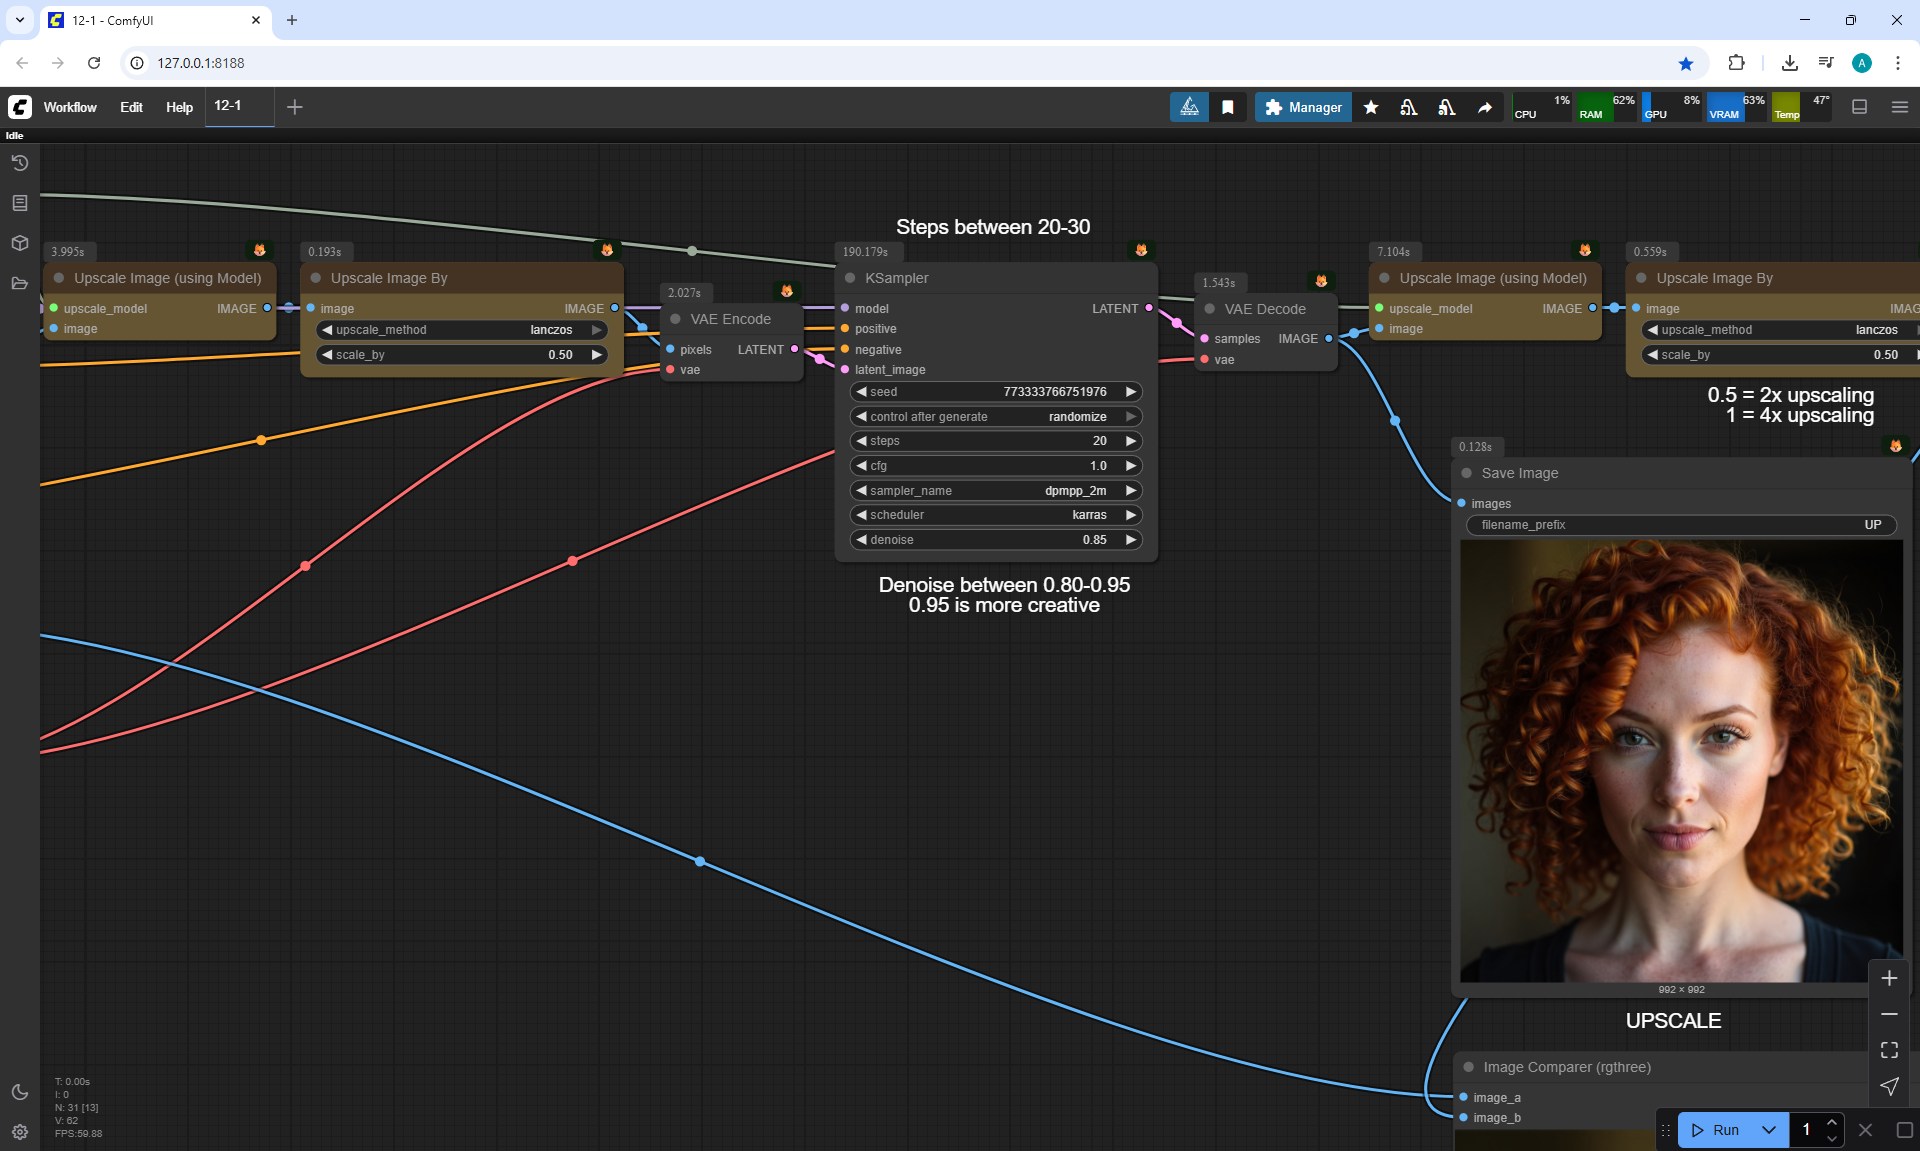 12-1 - ComfyUI
127.0.0.1:8188
A
Workflow
Edit
Help
12-1
Manager
CPU 1%
RAM 62%
GPU 8%
VRAM 63%
Temp 47°
Idle
Steps between 20-30
3.995s
Upscale Image (using Model)
upscale_model IMAGE
image
0.193s
Upscale Image By
image IMAGE
upscale_method lanczos
scale_by 0.50
2.027s
VAE Encode
pixels LATENT
vae
190.179s
KSampler
model LATENT
positive
negative
latent_image
seed 773333766751976
control after generate randomize
steps 20
cfg 1.0
sampler_name dpmpp_2m
scheduler karras
denoise 0.85
Denoise between 0.80-0.95
0.95 is more creative
1.543s
VAE Decode
samples IMAGE
vae
7.104s
Upscale Image (using Model)
upscale_model IMAGE
image
0.559s
Upscale Image By
image IMAG
upscale_method lanczos
scale_by 0.50
0.5 = 2x upscaling
1 = 4x upscaling
0.128s
Save Image
images
filename_prefix UP
992 × 992
UPSCALE
Image Comparer (rgthree)
image_a
image_b
T: 0.00s
I: 0
N: 31 [13]
V: 62
FPS:59.88
Run
1